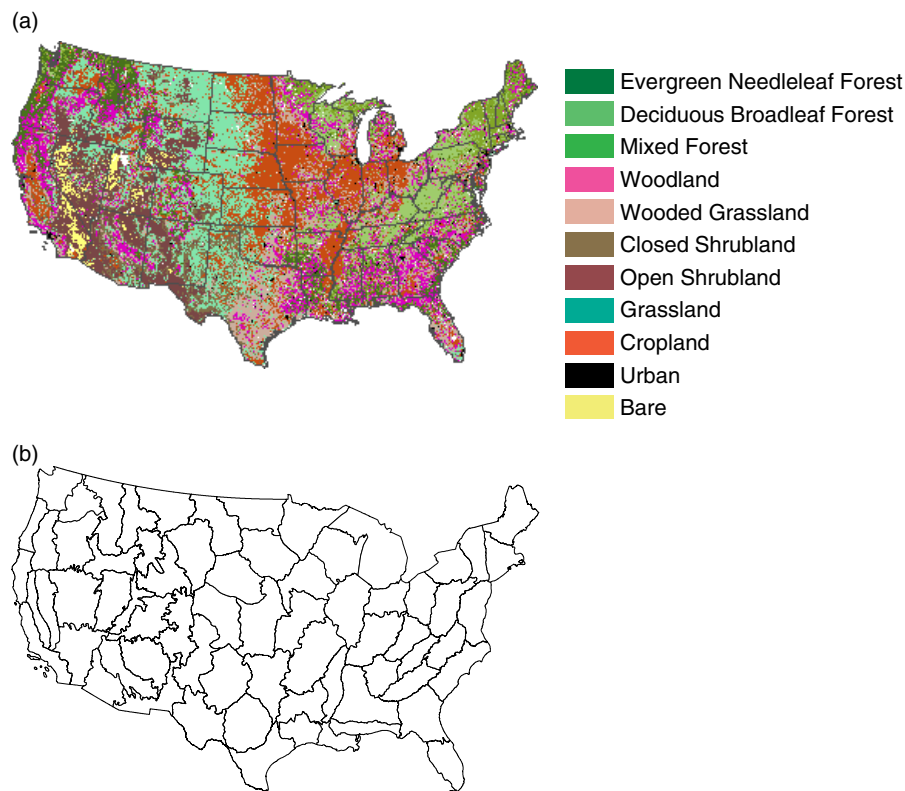 (a)
Evergreen Needleleaf Forest
Deciduous Broadleaf Forest
Mixed Forest
Woodland
Wooded Grassland
Closed Shrubland
Open Shrubland
Grassland
Cropland
Urban
Bare
(b)